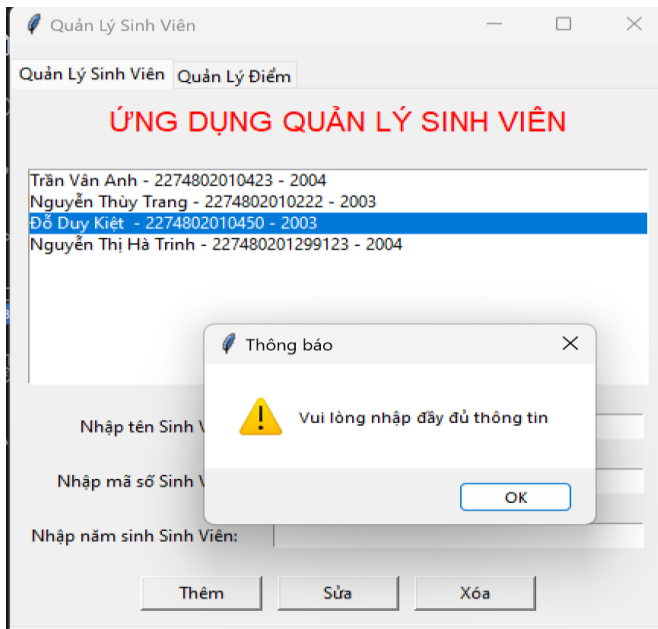 Quản Lý Sinh Viên
Quản Lý Sinh Viên Quản Lý Điểm
ỨNG DỤNG QUẢN LÝ SINH VIÊN
Trần Vân Anh - 2274802010423 - 2004
Nguyễn Thùy Trang - 2274802010222 - 2003
Đỗ Duy Kiệt - 2274802010450 - 2003
Nguyễn Thị Hà Trinh - 227480201299123 - 2004
Thông báo
Vui lòng nhập đầy đủ thông tin
OK
Nhập tên Sinh V
Nhập mã số Sinh V
Nhập năm sinh Sinh Viên:
Thêm Sửa Xóa